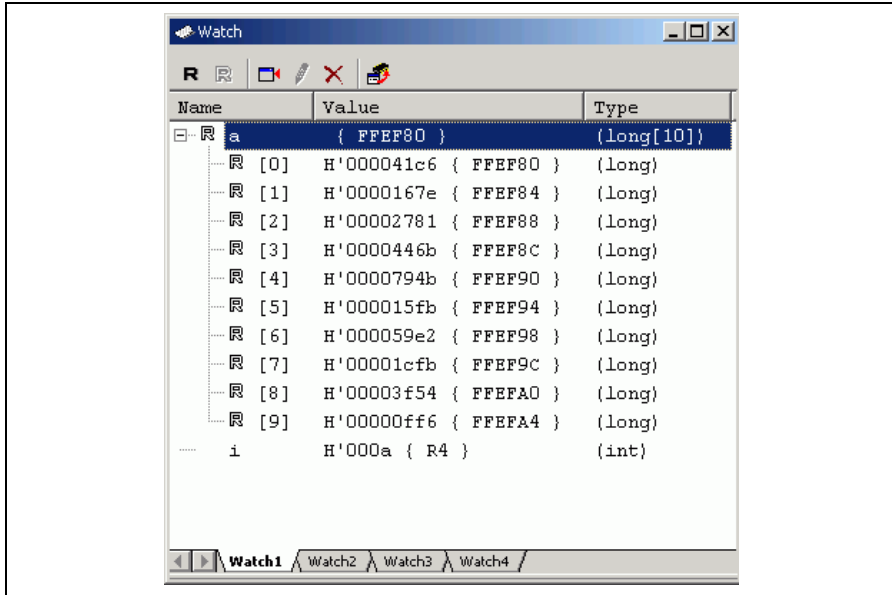 Watch
R R
Name Value Type
R a { FFEF80 } (long[10])
R [0] H'000041c6 { FFEF80 } (long)
R [1] H'0000167e { FFEF84 } (long)
R [2] H'00002781 { FFEF88 } (long)
R [3] H'0000446b { FFEF8C } (long)
R [4] H'0000794b { FFEF90 } (long)
R [5] H'000015fb { FFEF94 } (long)
R [6] H'000059e2 { FFEF98 } (long)
R [7] H'00001cfb { FFEF9C } (long)
R [8] H'00003f54 { FFEFA0 } (long)
R [9] H'00000ff6 { FFEFA4 } (long)
i H'000a { R4 } (int)
Watch1 Watch2 Watch3 Watch4